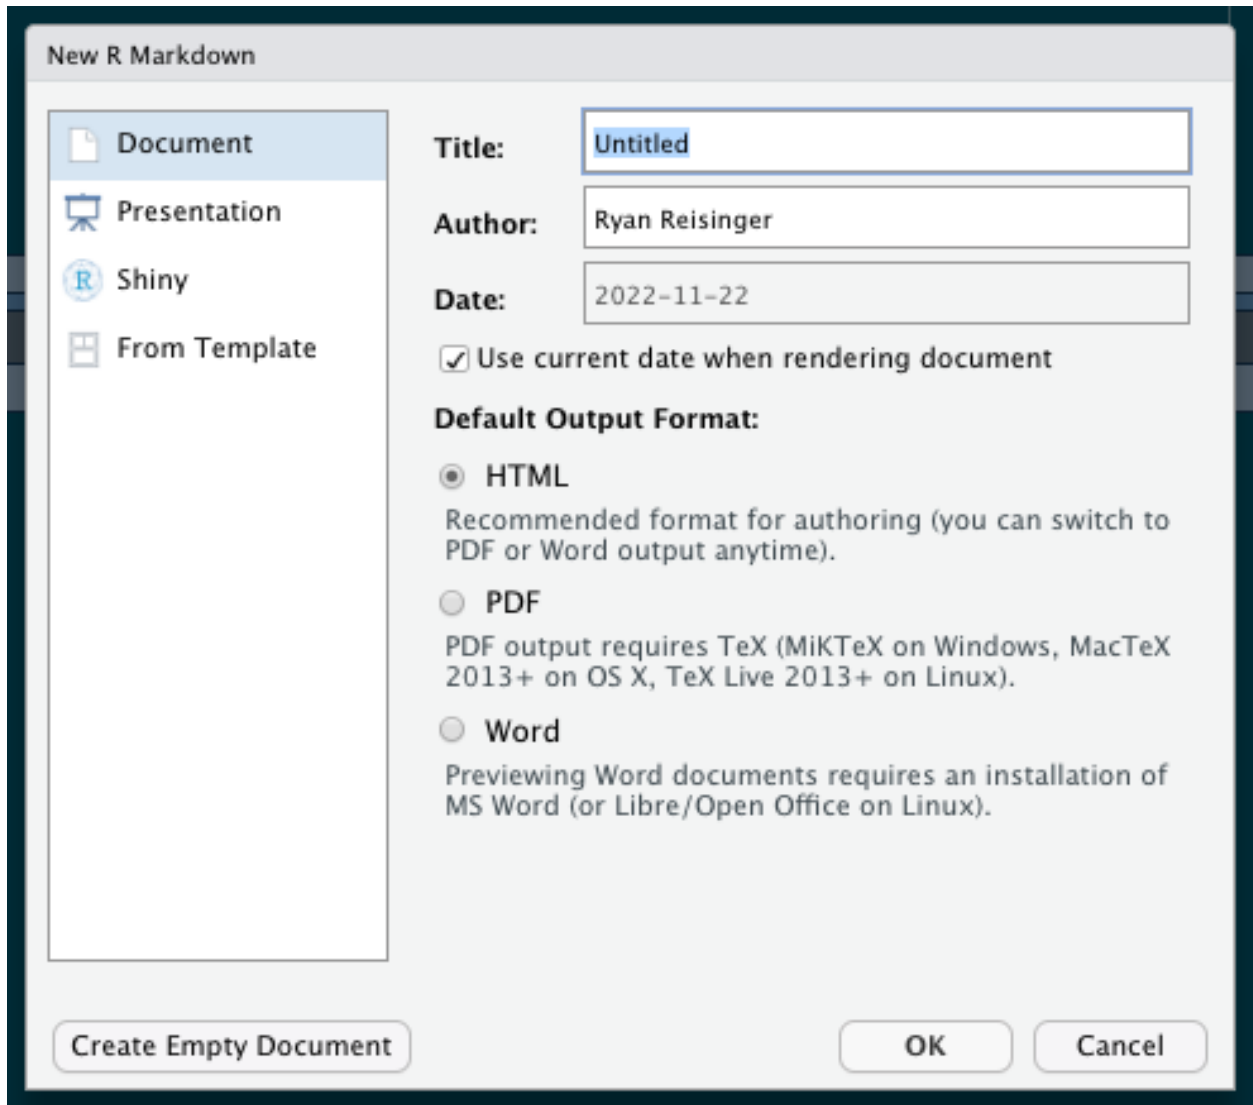 New R Markdown
Document
Presentation
R Shiny
From Template
Title: Untitled
Author: Ryan Reisinger
Date: 2022-11-22
Use current date when rendering document
Default Output Format:
HTML
Recommended format for authoring (you can switch to
PDF or Word output anytime).
PDF
PDF output requires TeX (MiKTeX on Windows, MacTeX
2013+ on OS X, TeX Live 2013+ on Linux).
Word
Previewing Word documents requires an installation of
MS Word (or Libre/Open Office on Linux).
Create Empty Document
OK
Cancel